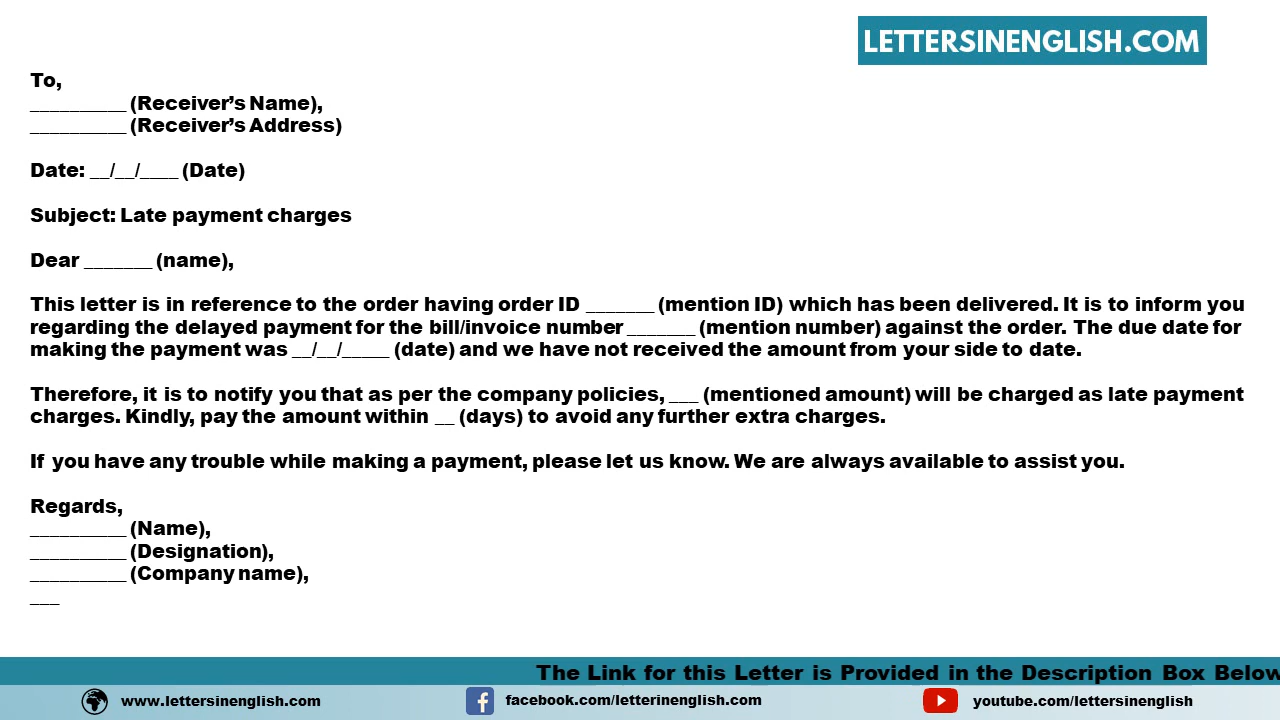 LETTERSINENGLISH.COM
To,
__________ (Receiver’s Name),
__________ (Receiver’s Address)
Date: __/__/____ (Date)
Subject: Late payment charges
Dear _______ (name),
This letter is in reference to the order having order ID _______ (mention ID) which has been delivered. It is to inform you
regarding the delayed payment for the bill/invoice number _______ (mention number) against the order. The due date for
making the payment was __/__/_____ (date) and we have not received the amount from your side to date.
Therefore, it is to notify you that as per the company policies, ___ (mentioned amount) will be charged as late payment
charges. Kindly, pay the amount within __ (days) to avoid any further extra charges.
If you have any trouble while making a payment, please let us know. We are always available to assist you.
Regards,
__________ (Name),
__________ (Designation),
__________ (Company name),
___
The Link for this Letter is Provided in the Description Box Below
www.lettersinenglish.com
facebook.com/letterinenglish.com
youtube.com/lettersinenglish